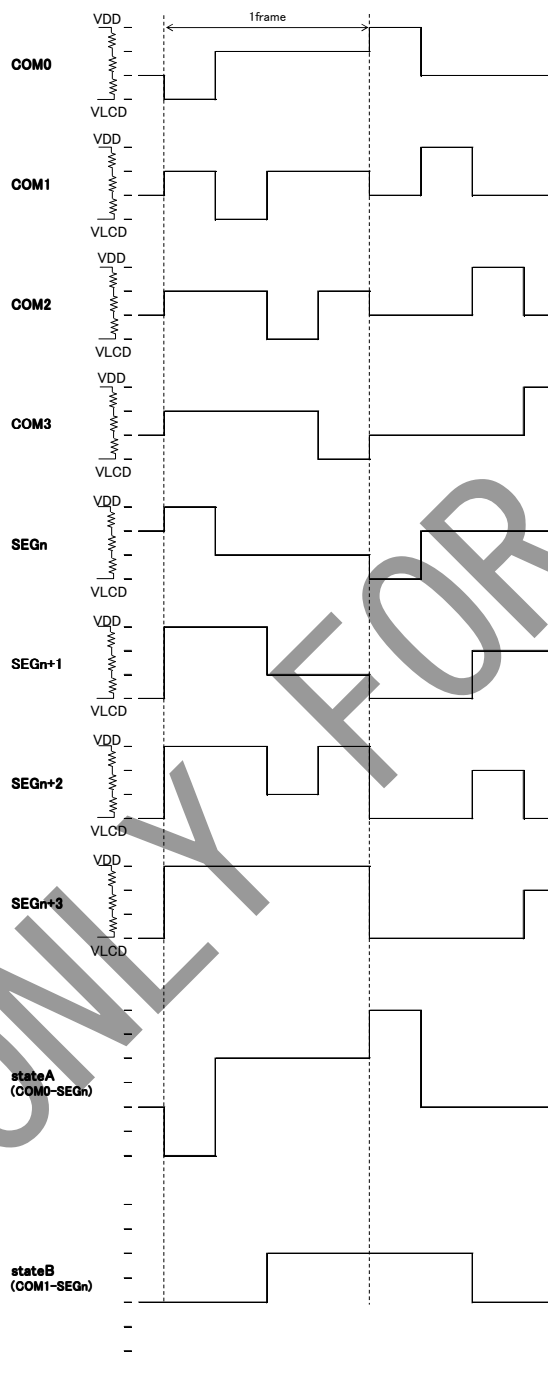 1frame
VDD
COM0
VLCD
VDD
COM1
VLCD
VDD
COM2
VLCD
VDD
COM3
VLCD
VDD
SEGn
VLCD
VDD
SEGn+1
VLCD
VDD
SEGn+2
VLCD
VDD
SEGn+3
VLCD
stateA
(COM0-SEGn)
stateB
(COM1-SEGn)
ONLY FOR